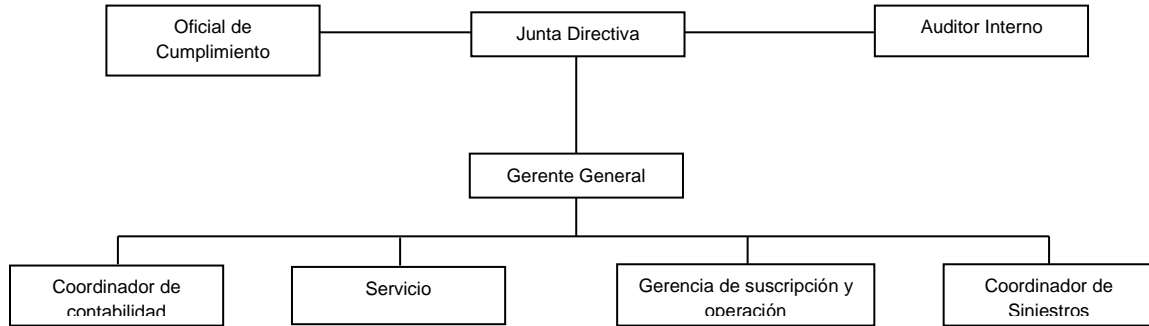 Oficial de
Cumplimiento
Junta Directiva
Auditor Interno
Gerente General
Coordinador de
contabilidad
Servicio
Gerencia de suscripción y
operación
Coordinador de
Siniestros